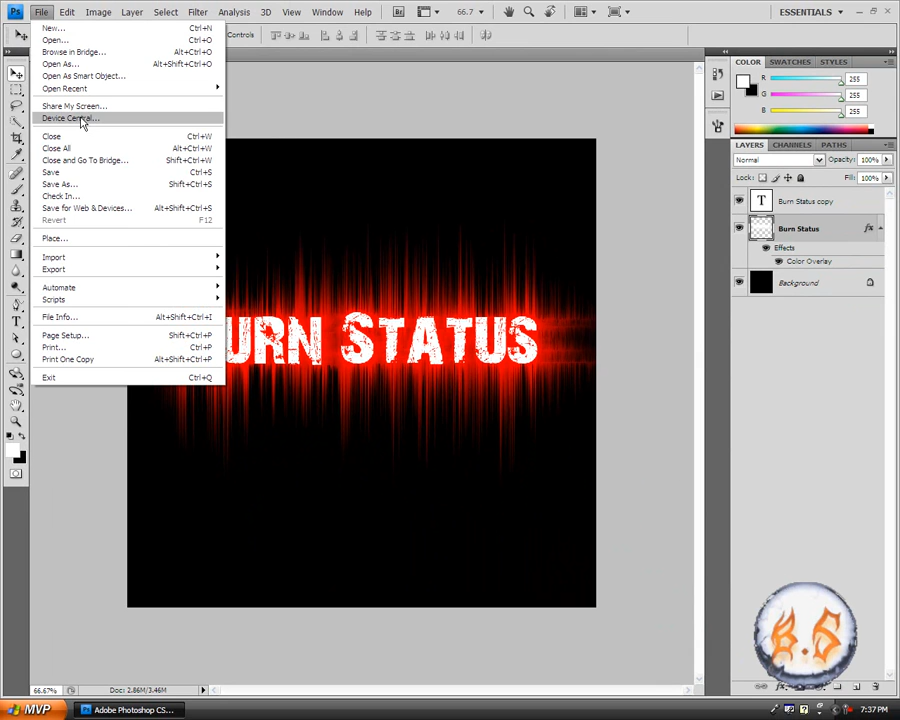 Ps File Edit Image Layer Select Filter Analysis 3D View Window Help Br 66.7 ESSENTIALS
Controls
New... Ctrl+N
Open... Ctrl+O
Browse in Bridge... Alt+Ctrl+O
Open As... Alt+Shift+Ctrl+O
Open As Smart Object...
Open Recent
Share My Screen...
Device Central...
Close Ctrl+W
Close All Alt+Ctrl+W
Close and Go To Bridge... Shift+Ctrl+W
Save Ctrl+S
Save As... Shift+Ctrl+S
Check In...
Save for Web & Devices... Alt+Shift+Ctrl+S
Revert F12
Place...
Import
Export
Automate
Scripts
File Info... Alt+Shift+Ctrl+I
Page Setup... Shift+Ctrl+P
Print... Ctrl+P
Print One Copy Alt+Shift+Ctrl+P
Exit Ctrl+Q
URN STATUS
COLOR SWATCHES STYLES
R 255
G 255
B 255
LAYERS CHANNELS PATHS
Normal Opacity: 100%
Lock: Fill: 100%
T Burn Status copy
Burn Status fx
Effects
Color Overlay
Background
B.S
66.67% Doc: 2.86M/3.46M
MVP Ps Adobe Photoshop CS... 7:37 PM